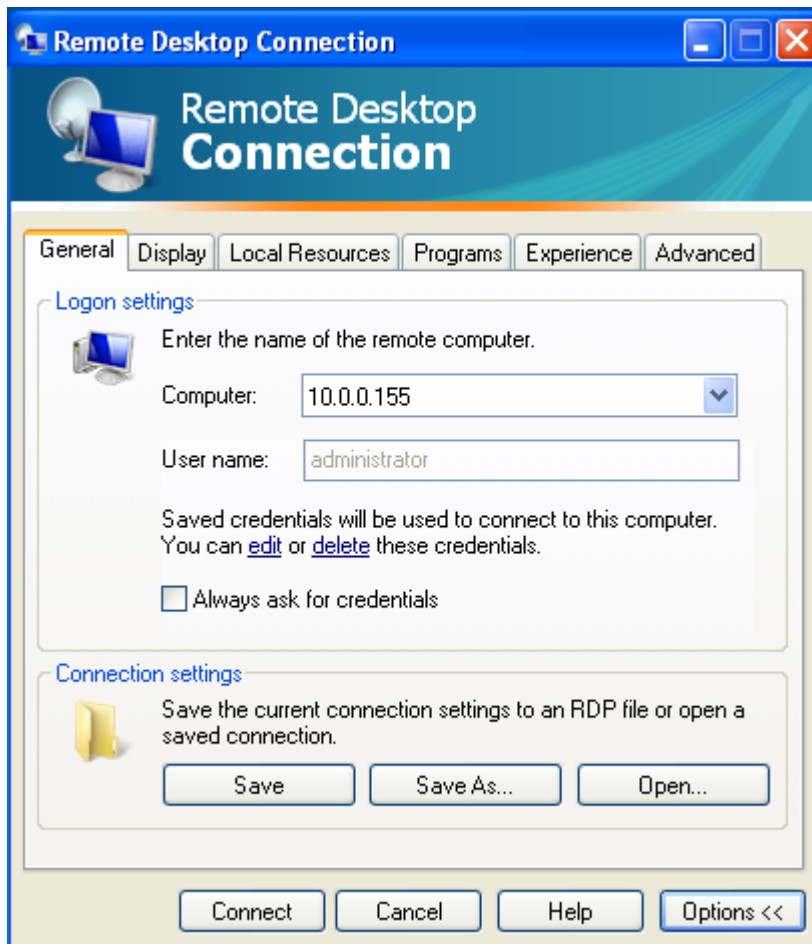 Remote Desktop Connection
Remote Desktop
Connection
General Display Local Resources Programs Experience Advanced
Logon settings
Enter the name of the remote computer.
Computer: 10.0.0.155
User name: administrator
Saved credentials will be used to connect to this computer.
You can edit or delete these credentials.
Always ask for credentials
Connection settings
Save the current connection settings to an RDP file or open a
saved connection.
Save Save As... Open...
Connect Cancel Help Options <<